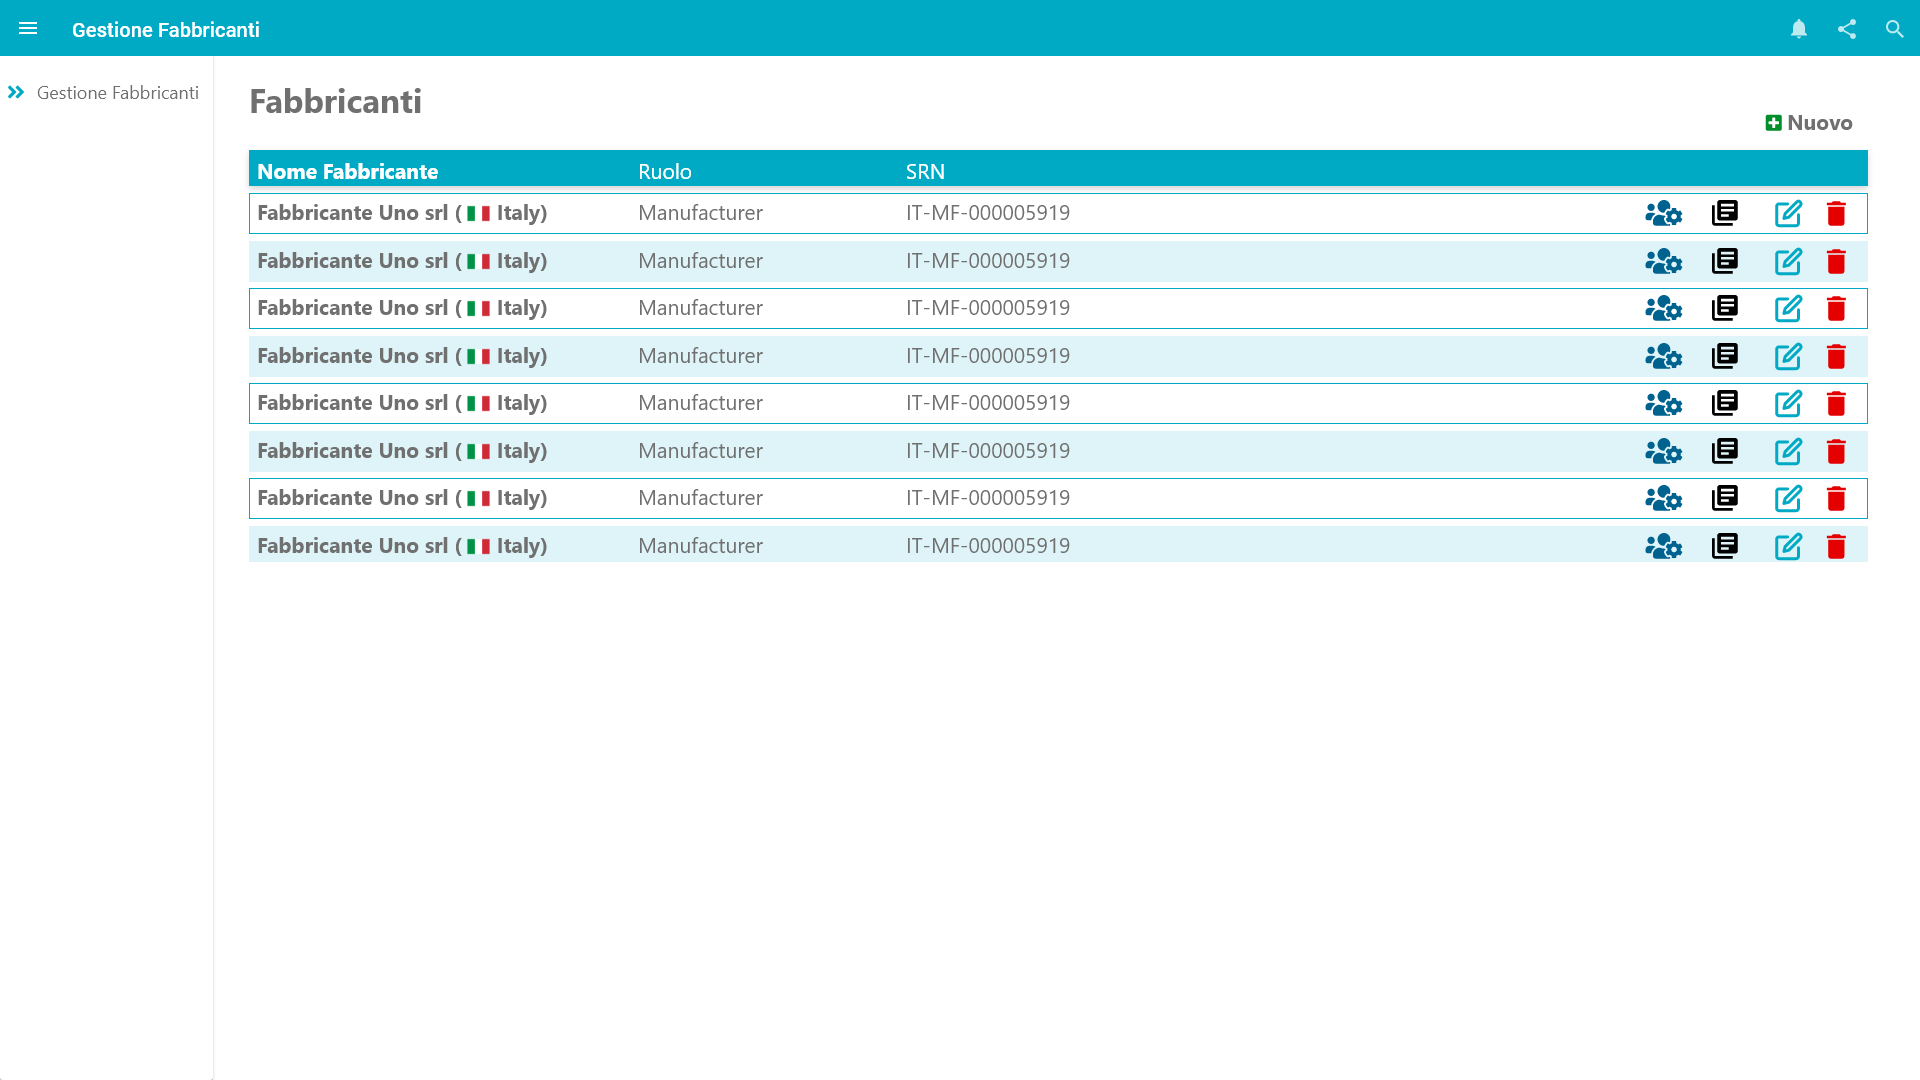 Gestione Fabbricanti
Gestione Fabbricanti
Fabbricanti
Nuovo
Nome Fabbricante Ruolo SRN
Fabbricante Uno srl ( Italy) Manufacturer IT-MF-000005919
Fabbricante Uno srl ( Italy) Manufacturer IT-MF-000005919
Fabbricante Uno srl ( Italy) Manufacturer IT-MF-000005919
Fabbricante Uno srl ( Italy) Manufacturer IT-MF-000005919
Fabbricante Uno srl ( Italy) Manufacturer IT-MF-000005919
Fabbricante Uno srl ( Italy) Manufacturer IT-MF-000005919
Fabbricante Uno srl ( Italy) Manufacturer IT-MF-000005919
Fabbricante Uno srl ( Italy) Manufacturer IT-MF-000005919